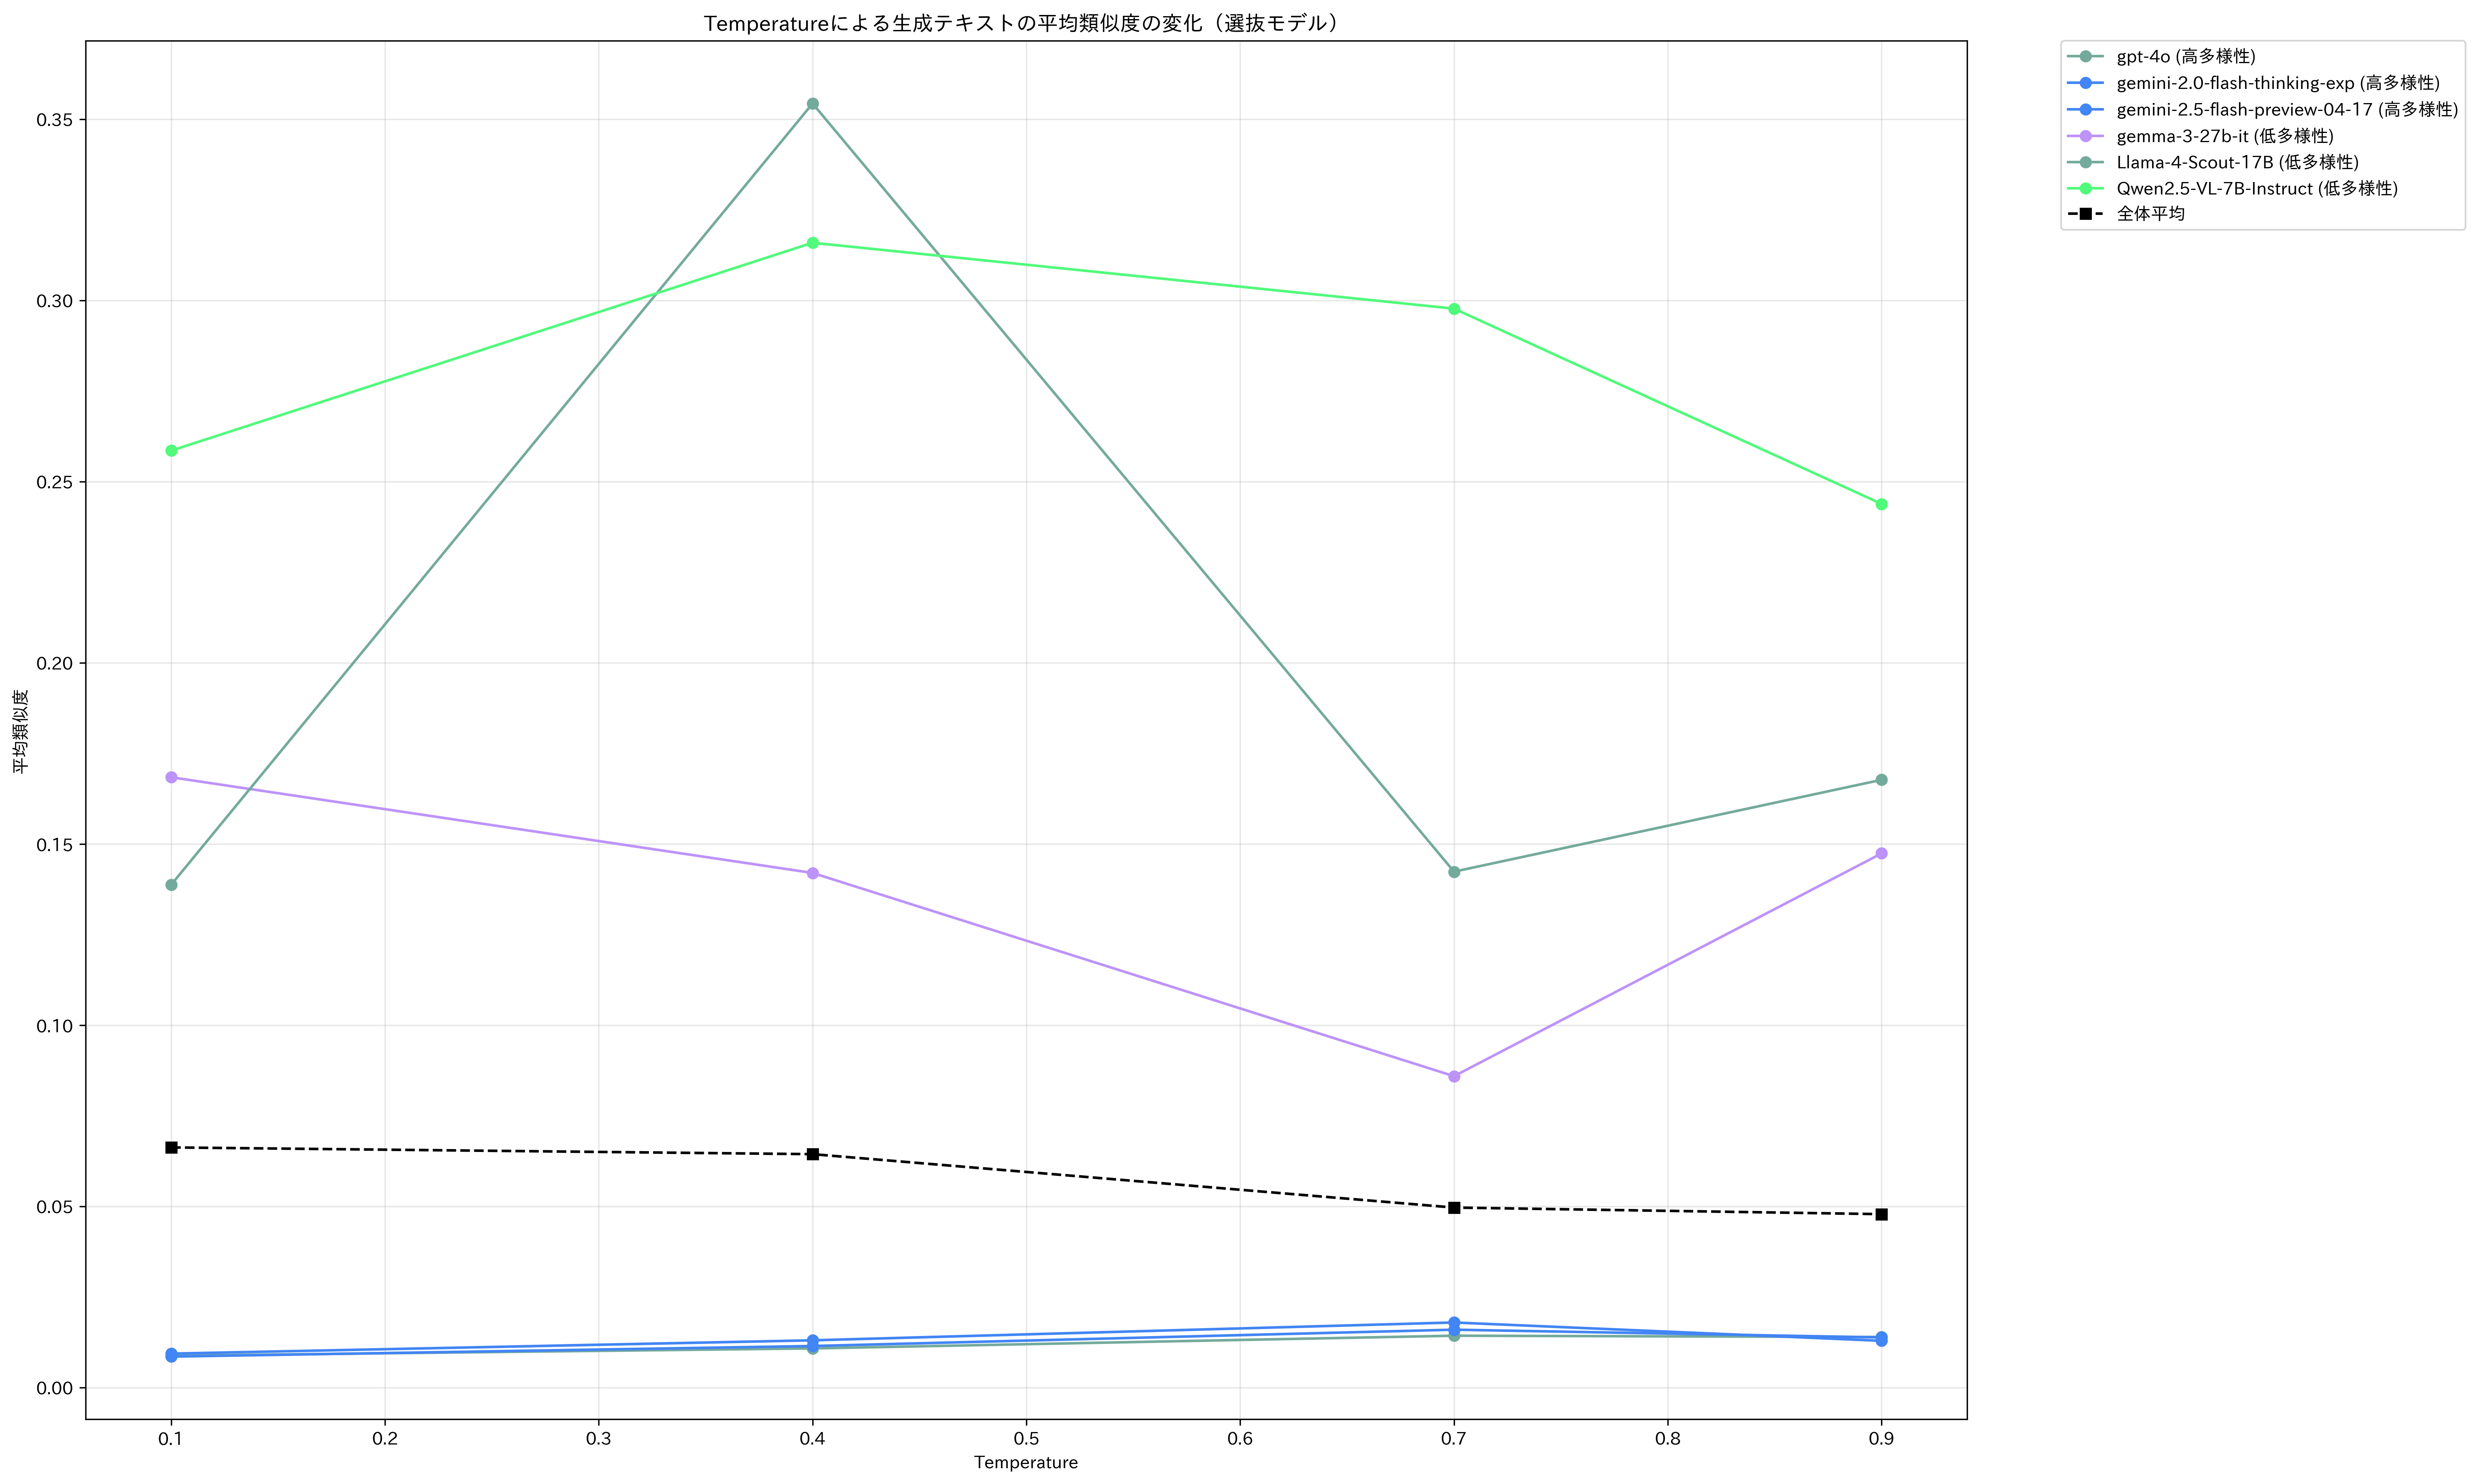 Temperatureによる生成テキストの平均類似度の変化（選抜モデル）
gpt-4o (高多様性)
gemini-2.0-flash-thinking-exp (高多様性)
gemini-2.5-flash-preview-04-17 (高多様性)
gemma-3-27b-it (低多様性)
Llama-4-Scout-17B (低多様性)
Qwen2.5-VL-7B-Instruct (低多様性)
全体平均
平均類似度
0.35
0.30
0.25
0.20
0.15
0.10
0.05
0.00
0.1 0.2 0.3 0.4 0.5 0.6 0.7 0.8 0.9
Temperature